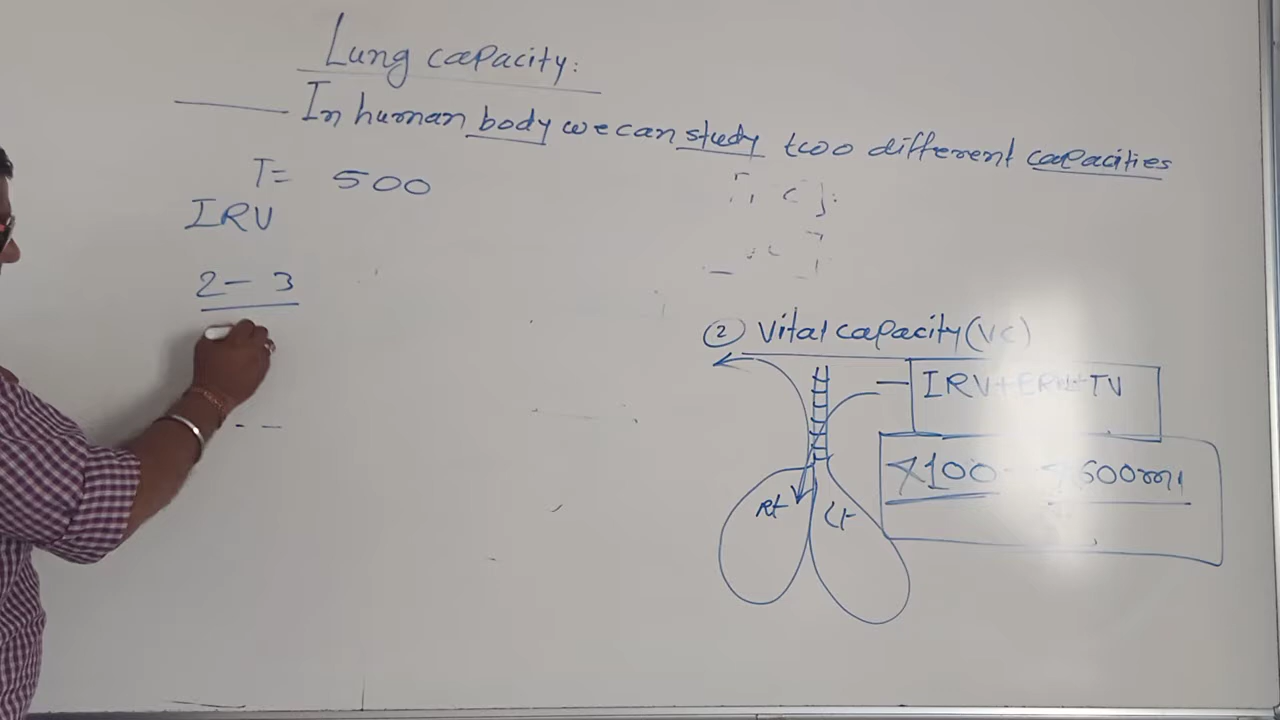 Lung capacity:
In human body we can study two different capacities
T= 500
IRV
2 - 3
② Vital capacity (VC)
IRV+ERV+TV
4100 - 4600ml
Rt
Lt